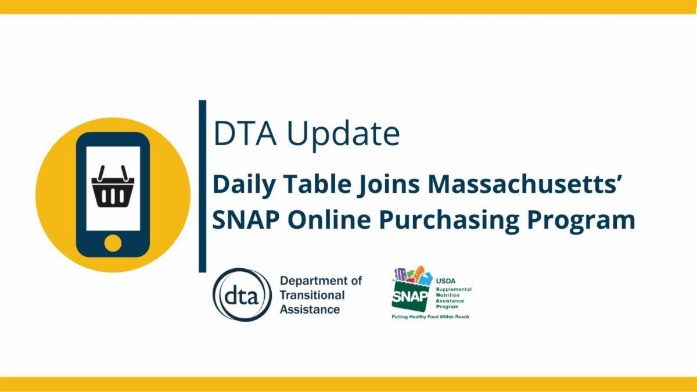 DTA Update
Daily Table Joins Massachusetts’
SNAP Online Purchasing Program
dta
Department of
Transitional
Assistance
SNAP
USDA
Supplemental
Nutrition
Assistance
Program
Putting Healthy Food Within Reach